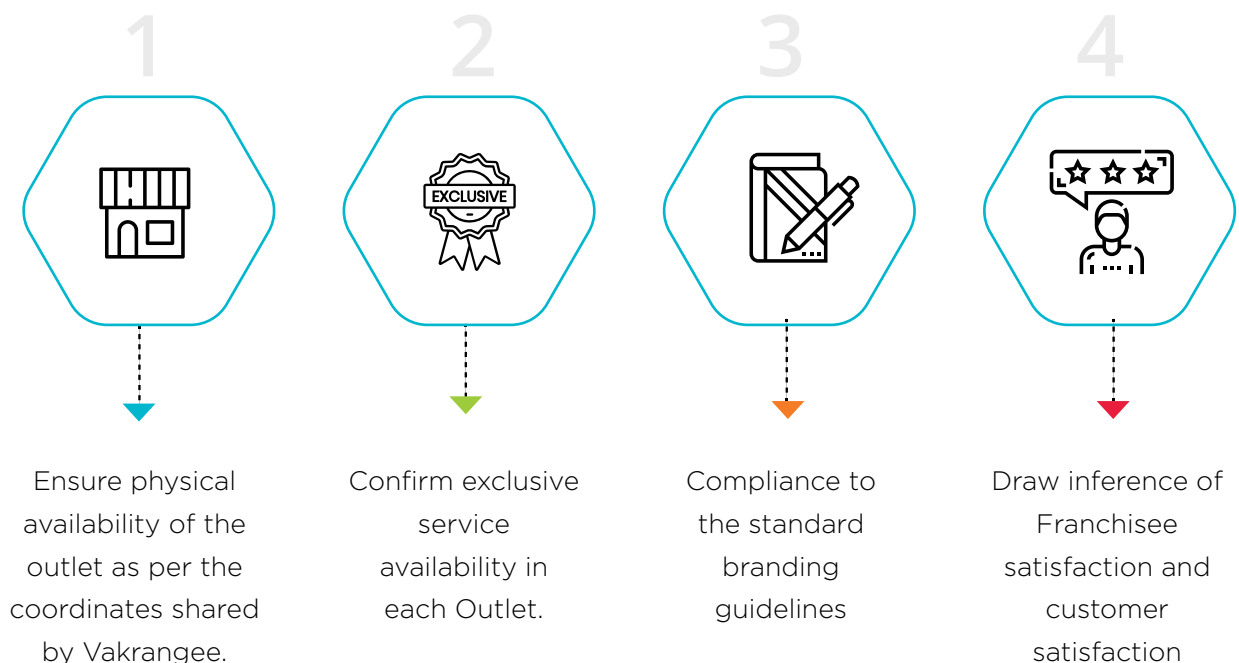 1
2
3
4
EXCLUSIVE
Ensure physical
availability of the
outlet as per the
coordinates shared
by Vakrangee.
Confirm exclusive
service
availability in
each Outlet.
Compliance to
the standard
branding
guidelines
Draw inference of
Franchisee
satisfaction and
customer
satisfaction